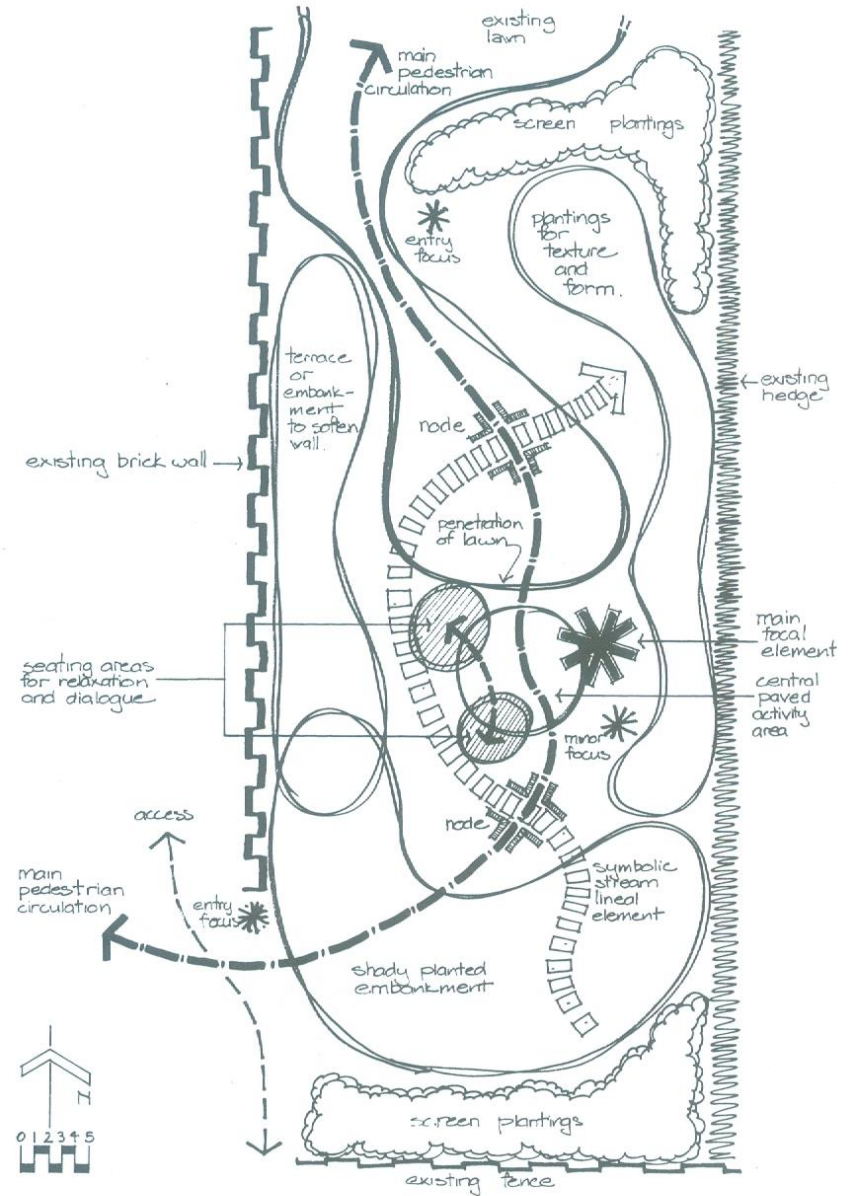 existing
lawn
main
pedestrian
circulation
screen plantings
entry
focus
plantings
for
texture
and
form.
terrace
or
embank-
ment
to soften
wall.
existing
hedge
node
existing brick wall
penetration
of lawn
main
focal
element
seating areas
for relaxation
and dialogue
central
paved
activity
area
minor
focus
access
node
main
pedestrian
circulation
entry
focus
symbolic
stream
lineal
element
shady planted
embankment
N
0 1 2 3 4 5
screen plantings
existing fence